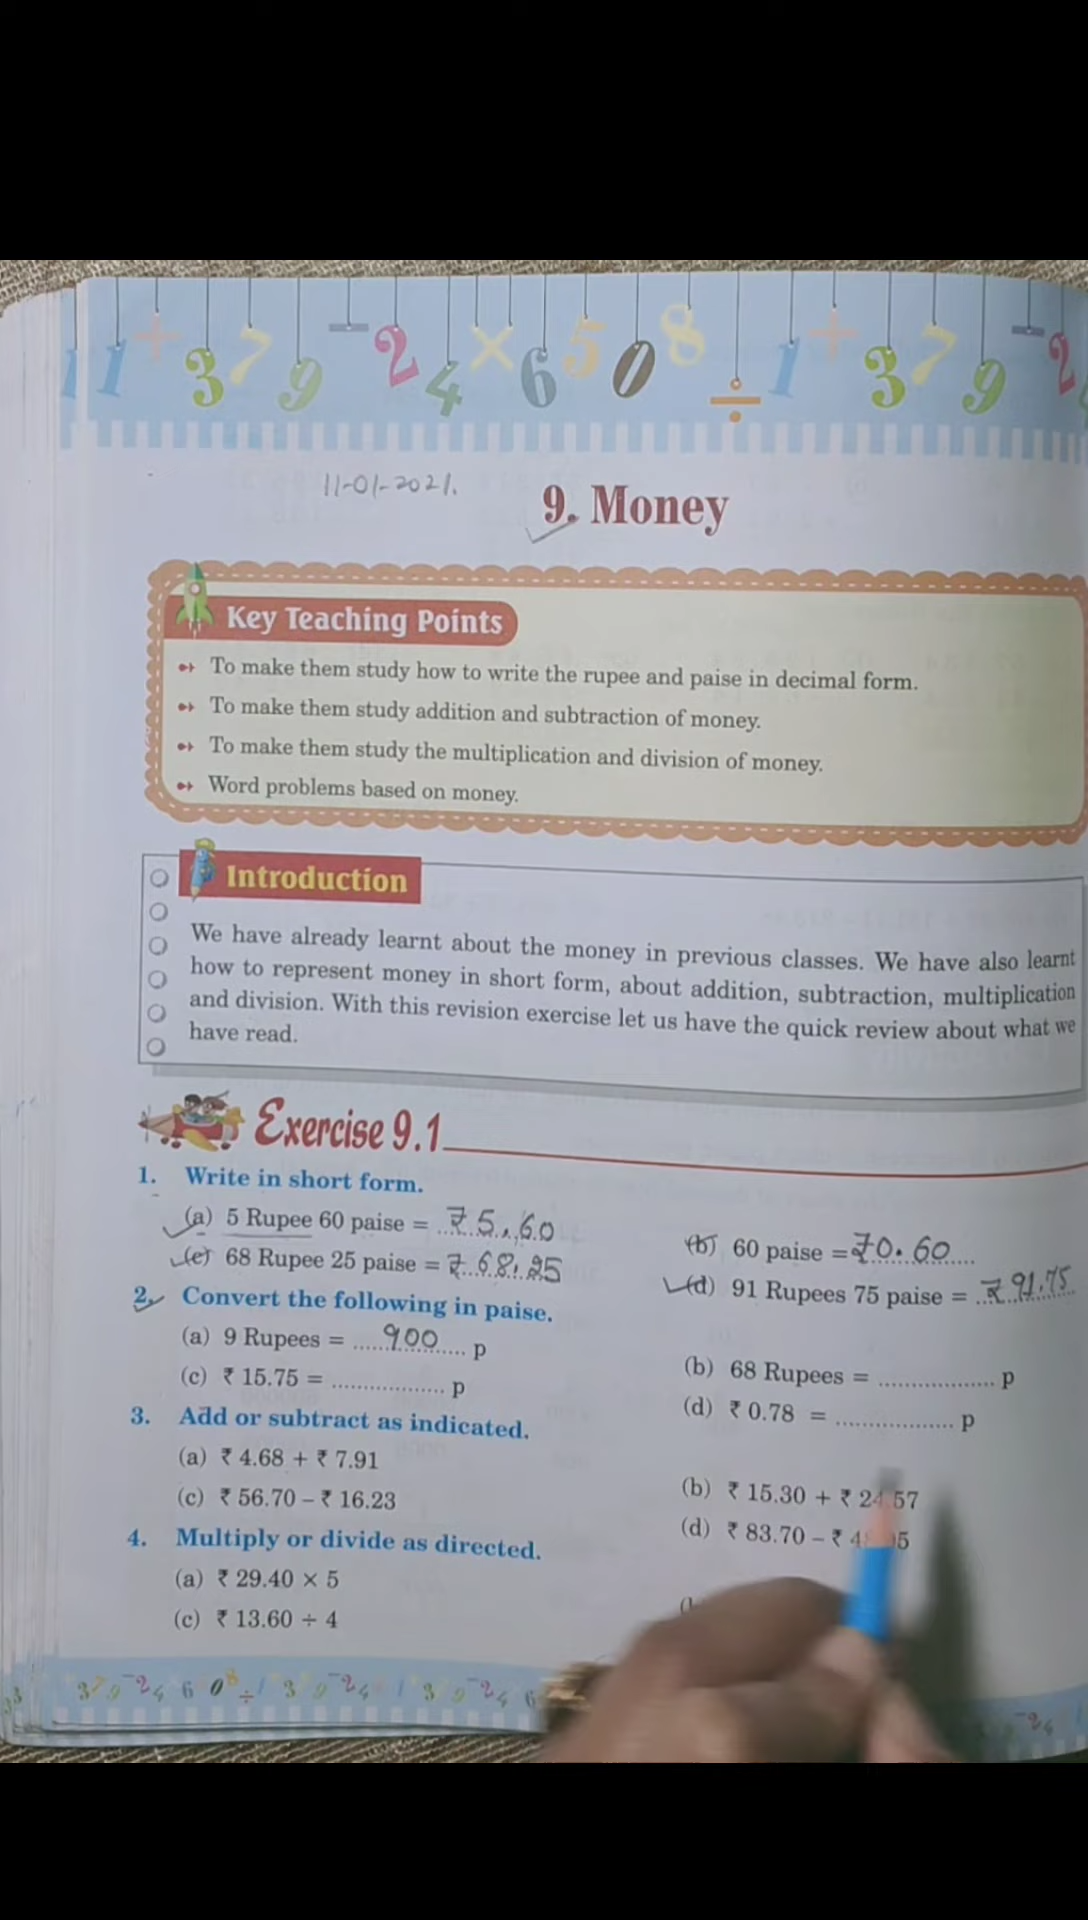 11-01-2021.
9. Money
Key Teaching Points
To make them study how to write the rupee and paise in decimal form.
To make them study addition and subtraction of money.
To make them study the multiplication and division of money.
Word problems based on money.
Introduction
We have already learnt about the money in previous classes. We have also learnt
how to represent money in short form, about addition, subtraction, multiplication
and division. With this revision exercise let us have the quick review about what we
have read.
Exercise 9.1
1. Write in short form.
(a) 5 Rupee 60 paise = ₹5.60
(b) 60 paise = ₹0.60
(c) 68 Rupee 25 paise = ₹68.25
(d) 91 Rupees 75 paise = ₹91.75
2. Convert the following in paise.
(a) 9 Rupees = 900 p
(b) 68 Rupees = .................. p
(c) ₹ 15.75 = .................. p
(d) ₹ 0.78 = .................. p
3. Add or subtract as indicated.
(a) ₹ 4.68 + ₹ 7.91
(b) ₹ 15.30 + ₹ 24.57
(c) ₹ 56.70 – ₹ 16.23
(d) ₹ 83.70 – ₹
4. Multiply or divide as directed.
(a) ₹ 29.40 × 5
(c) ₹ 13.60 ÷ 4